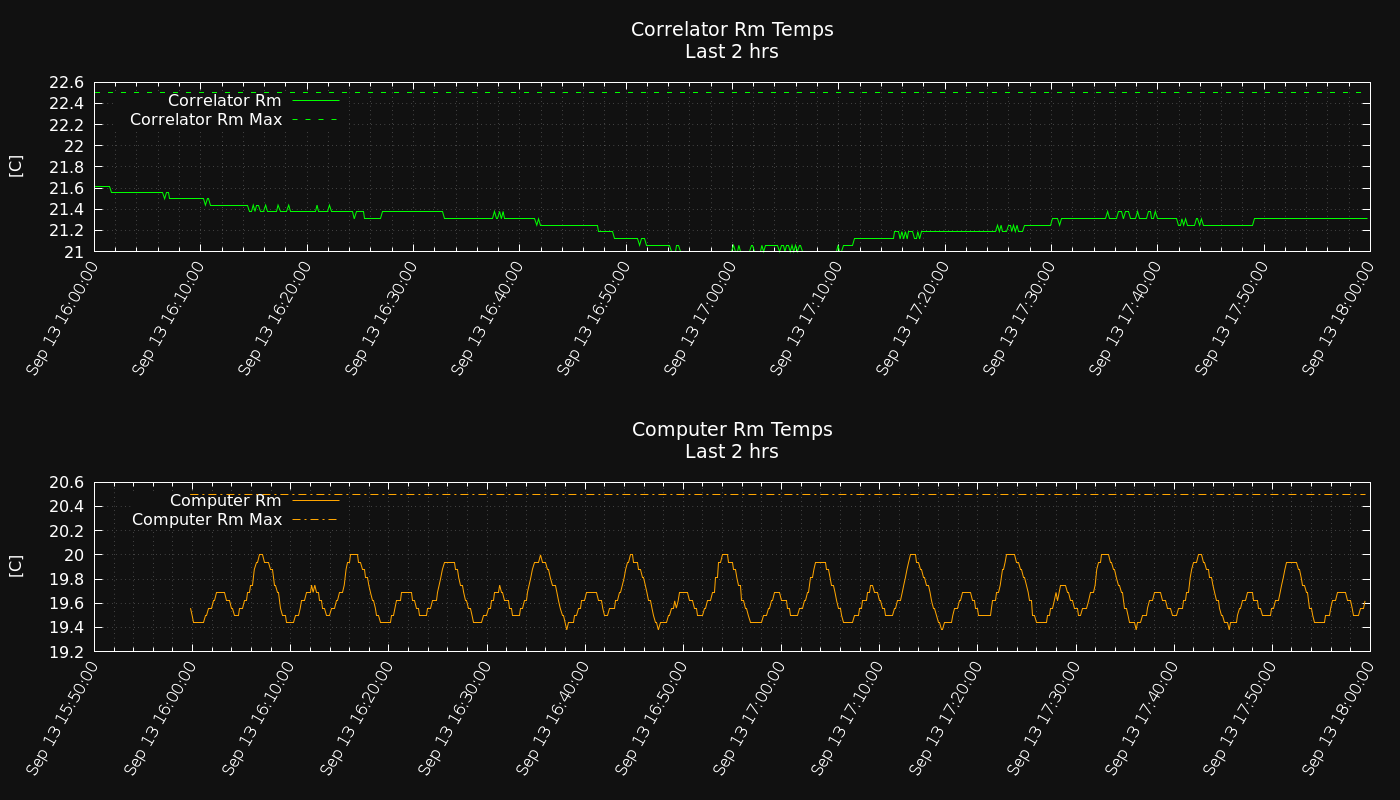 Correlator Rm Temps
Last 2 hrs
[C]
22.6
22.4
22.2
22
21.8
21.6
21.4
21.2
21
Correlator Rm
Correlator Rm Max
Sep 13 16:00:00
Sep 13 16:10:00
Sep 13 16:20:00
Sep 13 16:30:00
Sep 13 16:40:00
Sep 13 16:50:00
Sep 13 17:00:00
Sep 13 17:10:00
Sep 13 17:20:00
Sep 13 17:30:00
Sep 13 17:40:00
Sep 13 17:50:00
Sep 13 18:00:00
Computer Rm Temps
Last 2 hrs
[C]
20.6
20.4
20.2
20
19.8
19.6
19.4
19.2
Computer Rm
Computer Rm Max
Sep 13 15:50:00
Sep 13 16:00:00
Sep 13 16:10:00
Sep 13 16:20:00
Sep 13 16:30:00
Sep 13 16:40:00
Sep 13 16:50:00
Sep 13 17:00:00
Sep 13 17:10:00
Sep 13 17:20:00
Sep 13 17:30:00
Sep 13 17:40:00
Sep 13 17:50:00
Sep 13 18:00:00